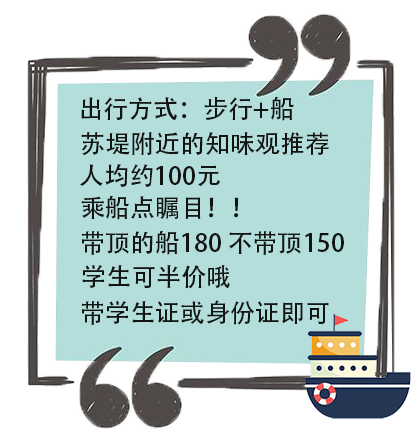 出行方式：步行+船
苏堤附近的知味观推荐
人均约100元
乘船点瞩目！！
带顶的船180 不带顶150
学生可半价哦
带学生证或身份证即可